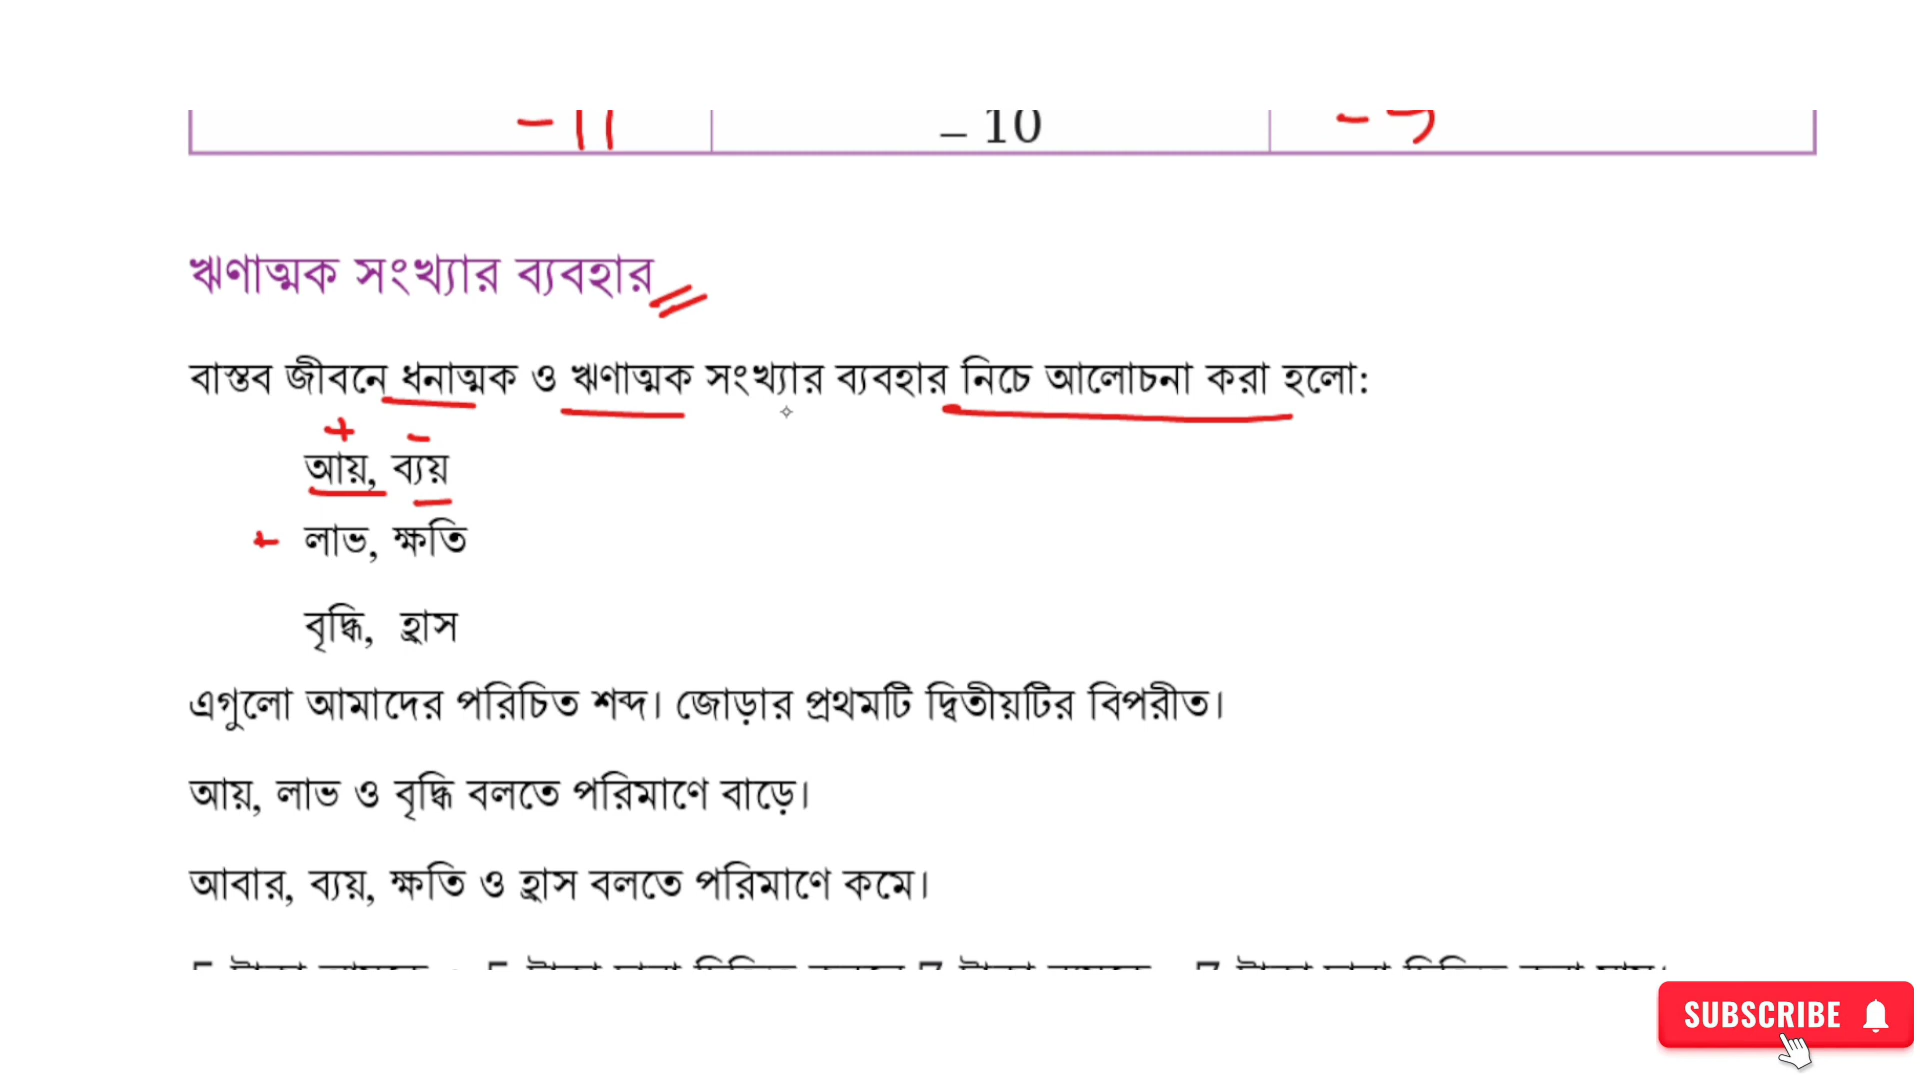 -11 – 10 -9
ঋণাত্মক সংখ্যার ব্যবহার
বাস্তব জীবনে ধনাত্মক ও ঋণাত্মক সংখ্যার ব্যবহার নিচে আলোচনা করা হলো:
+ -
আয়, ব্যয়
+ লাভ, ক্ষতি
বৃদ্ধি, হ্রাস
এগুলো আমাদের পরিচিত শব্দ। জোড়ার প্রথমটি দ্বিতীয়টির বিপরীত।
আয়, লাভ ও বৃদ্ধি বলতে পরিমাণে বাড়ে।
আবার, ব্যয়, ক্ষতি ও হ্রাস বলতে পরিমাণে কমে।
SUBSCRIBE